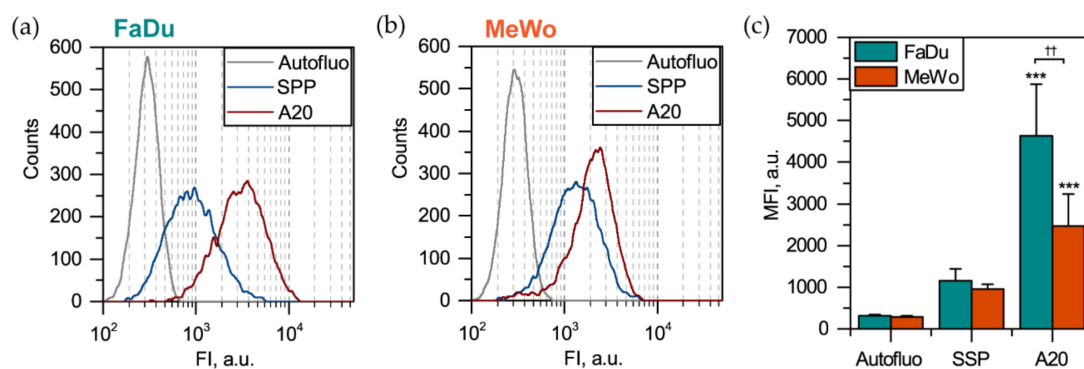 (a)
FaDu
600
500
400
300
200
100
0
Counts
Autofluo
SPP
A20
10²
10³
10⁴
FI, a.u.
(b)
MeWo
600
500
400
300
200
100
0
Counts
Autofluo
SPP
A20
10²
10³
10⁴
FI, a.u.
(c)
7000
6000
5000
4000
3000
2000
1000
0
MFI, a.u.
FaDu
MeWo
††
***
***
Autofluo
SSP
A20